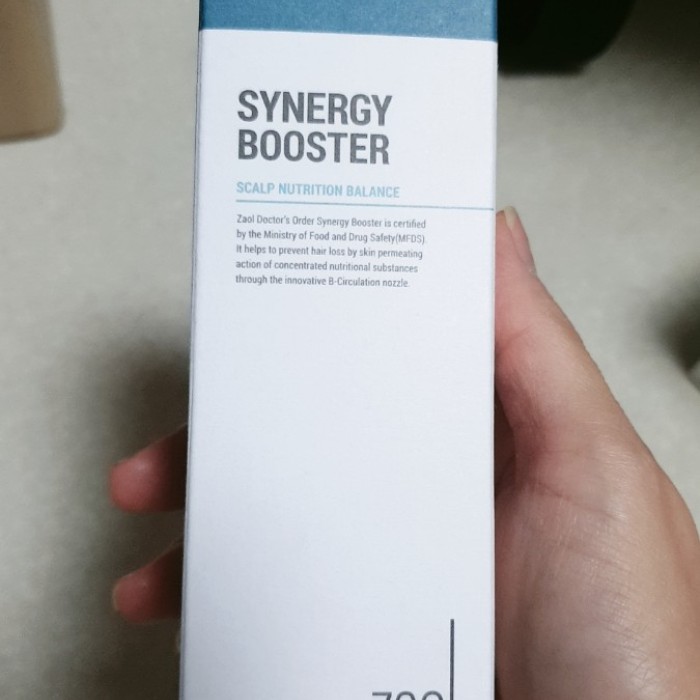 SYNERGY
BOOSTER
SCALP NUTRITION BALANCE
Zaol Doctor's Order Synergy Booster is certified
by the Ministry of Food and Drug Safety(MFDS).
It helps to prevent hair loss by skin permeating
action of concentrated nutritional substances
through the innovative B-Circulation nozzle.